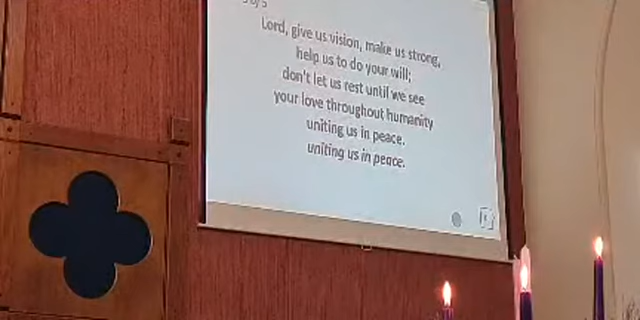 Lord, give us vision, make us strong,
help us to do your will;
don't let us rest until we see
your love throughout humanity
uniting us in peace.
uniting us in peace.